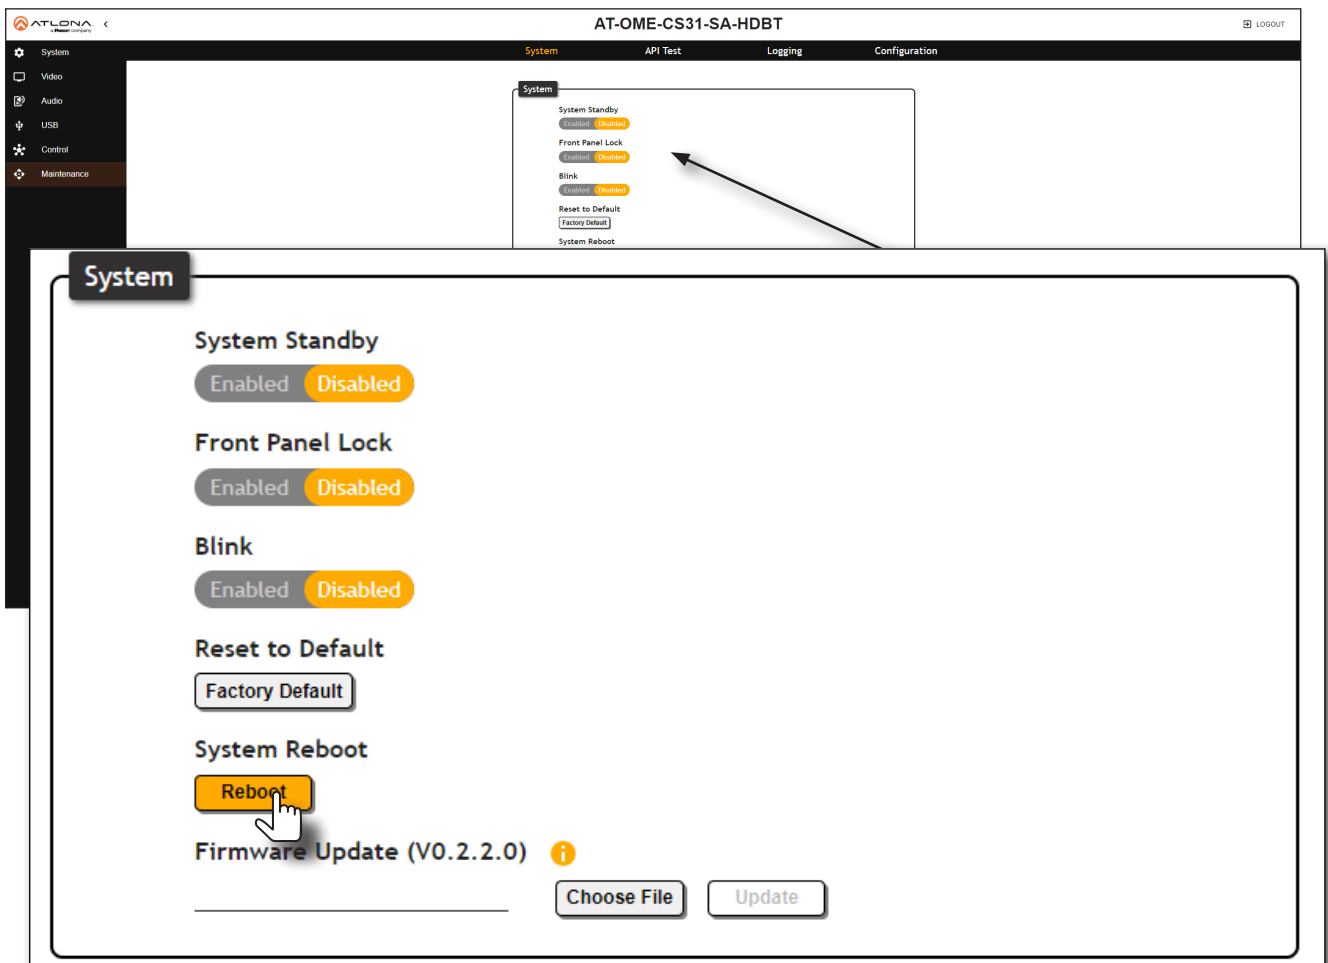 ATLONA
a Panduit company
AT-OME-CS31-SA-HDBT
LOGOUT
System
Video
Audio
USB
Control
Maintenance
System API Test Logging Configuration
System
System Standby
Enabled Disabled
Front Panel Lock
Enabled Disabled
Blink
Enabled Disabled
Reset to Default
Factory Default
System Reboot
System
System Standby
Enabled Disabled
Front Panel Lock
Enabled Disabled
Blink
Enabled Disabled
Reset to Default
Factory Default
System Reboot
Reboot
Firmware Update (V0.2.2.0)
Choose File Update